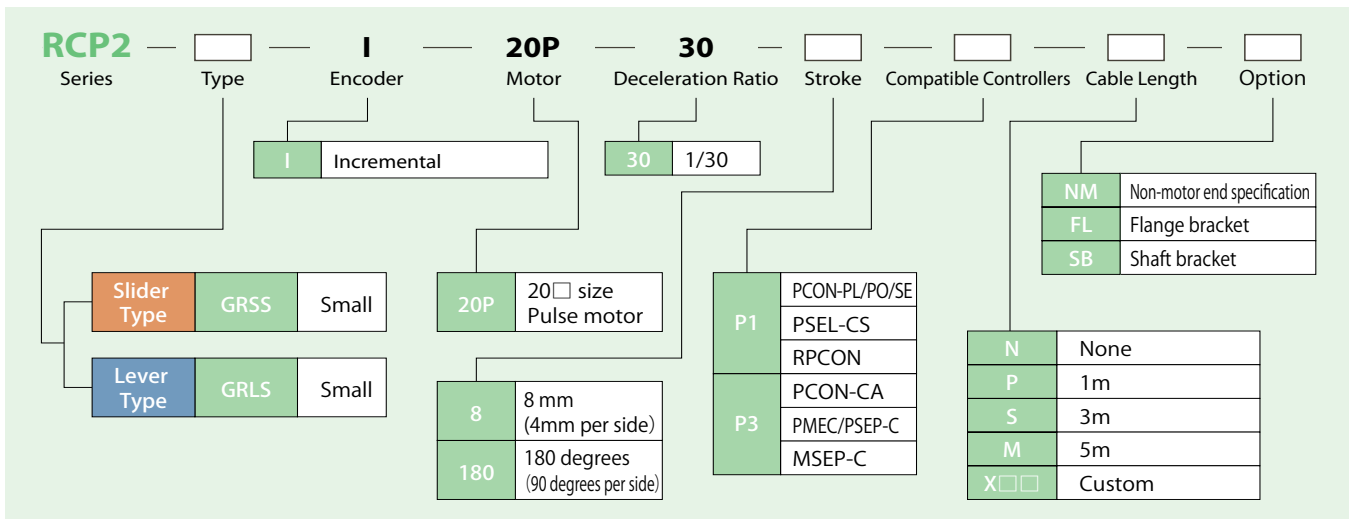 RCP2 — □ — I — 20P — 30 — □ — □ — □ — □
Series Type Encoder Motor Deceleration Ratio Stroke Compatible Controllers Cable Length Option
I Incremental
30 1/30
NM Non-motor end specification
FL Flange bracket
SB Shaft bracket
Slider
Type
GRSS Small
Lever
Type
GRLS Small
20P
20□ size
Pulse motor
8
8 mm
(4mm per side)
180
180 degrees
(90 degrees per side)
P1
PCON-PL/PO/SE
PSEL-CS
RPCON
P3
PCON-CA
PMEC/PSEP-C
MSEP-C
N None
P 1m
S 3m
M 5m
X□□ Custom